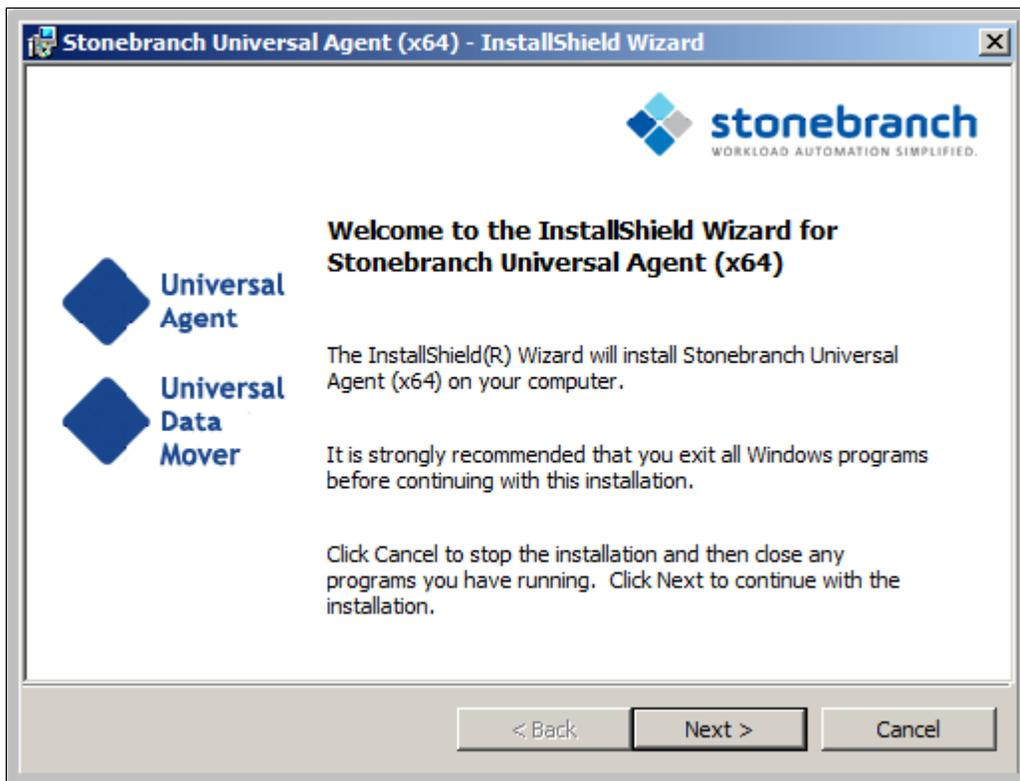 Stonebranch Universal Agent (x64) - InstallShield Wizard
stonebranch
WORKLOAD AUTOMATION SIMPLIFIED.
Welcome to the InstallShield Wizard for
Stonebranch Universal Agent (x64)
Universal
Agent
The InstallShield(R) Wizard will install Stonebranch Universal
Agent (x64) on your computer.
Universal
Data
Mover
It is strongly recommended that you exit all Windows programs
before continuing with this installation.
Click Cancel to stop the installation and then close any
programs you have running. Click Next to continue with the
installation.
< Back
Next >
Cancel